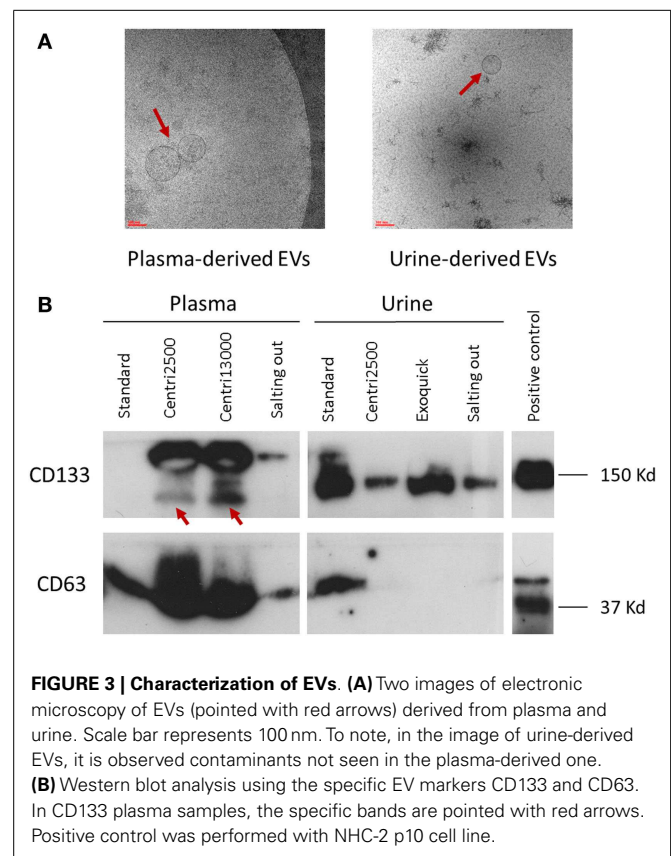 A
Plasma-derived EVs
Urine-derived EVs
B
Plasma
Urine
Standard
Centri2500
Centri13000
Salting out
Standard
Centri2500
Exoquick
Salting out
Positive control
CD133
150 Kd
CD63
37 Kd
FIGURE 3 | Characterization of EVs. (A) Two images of electronic
microscopy of EVs (pointed with red arrows) derived from plasma and
urine. Scale bar represents 100 nm. To note, in the image of urine-derived
EVs, it is observed contaminants not seen in the plasma-derived one.
(B) Western blot analysis using the specific EV markers CD133 and CD63.
In CD133 plasma samples, the specific bands are pointed with red arrows.
Positive control was performed with NHC-2 p10 cell line.